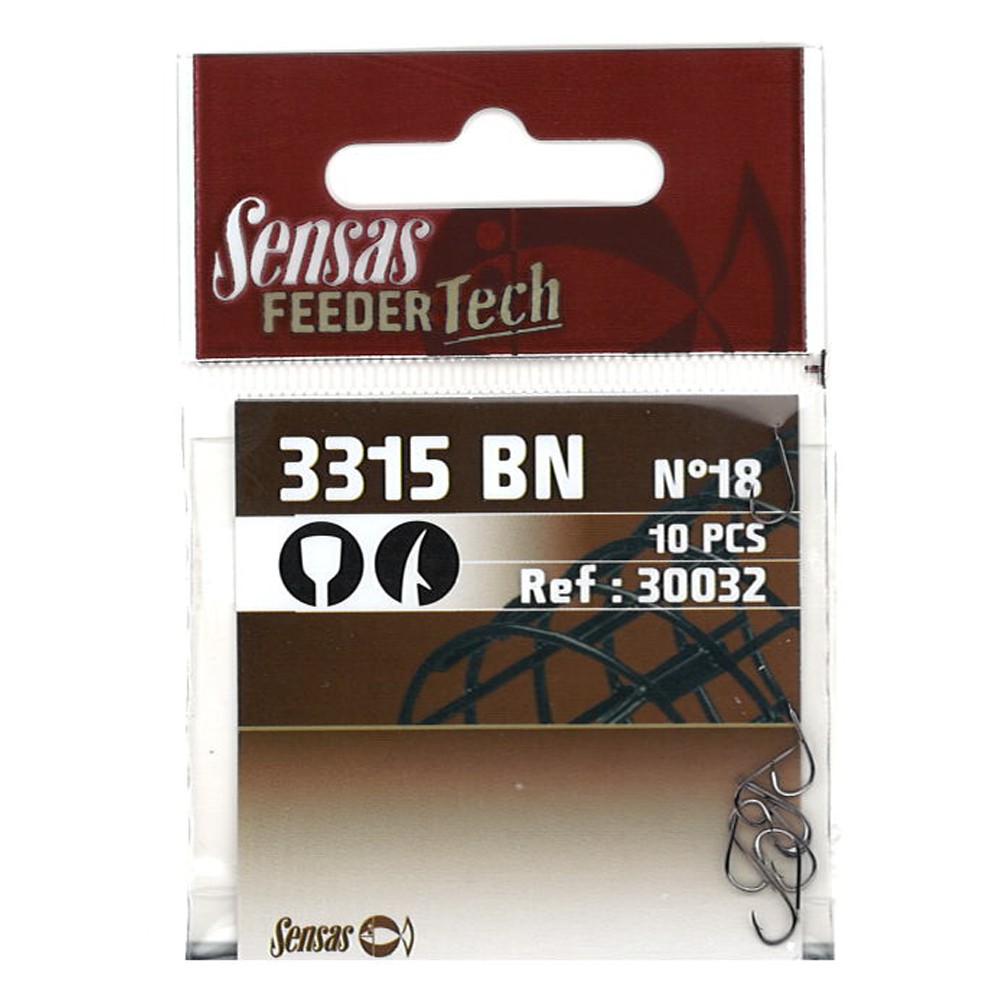 Sensas
FEEDER Tech
3315 BN N°18
10 PCS
Ref : 30032
Sensas